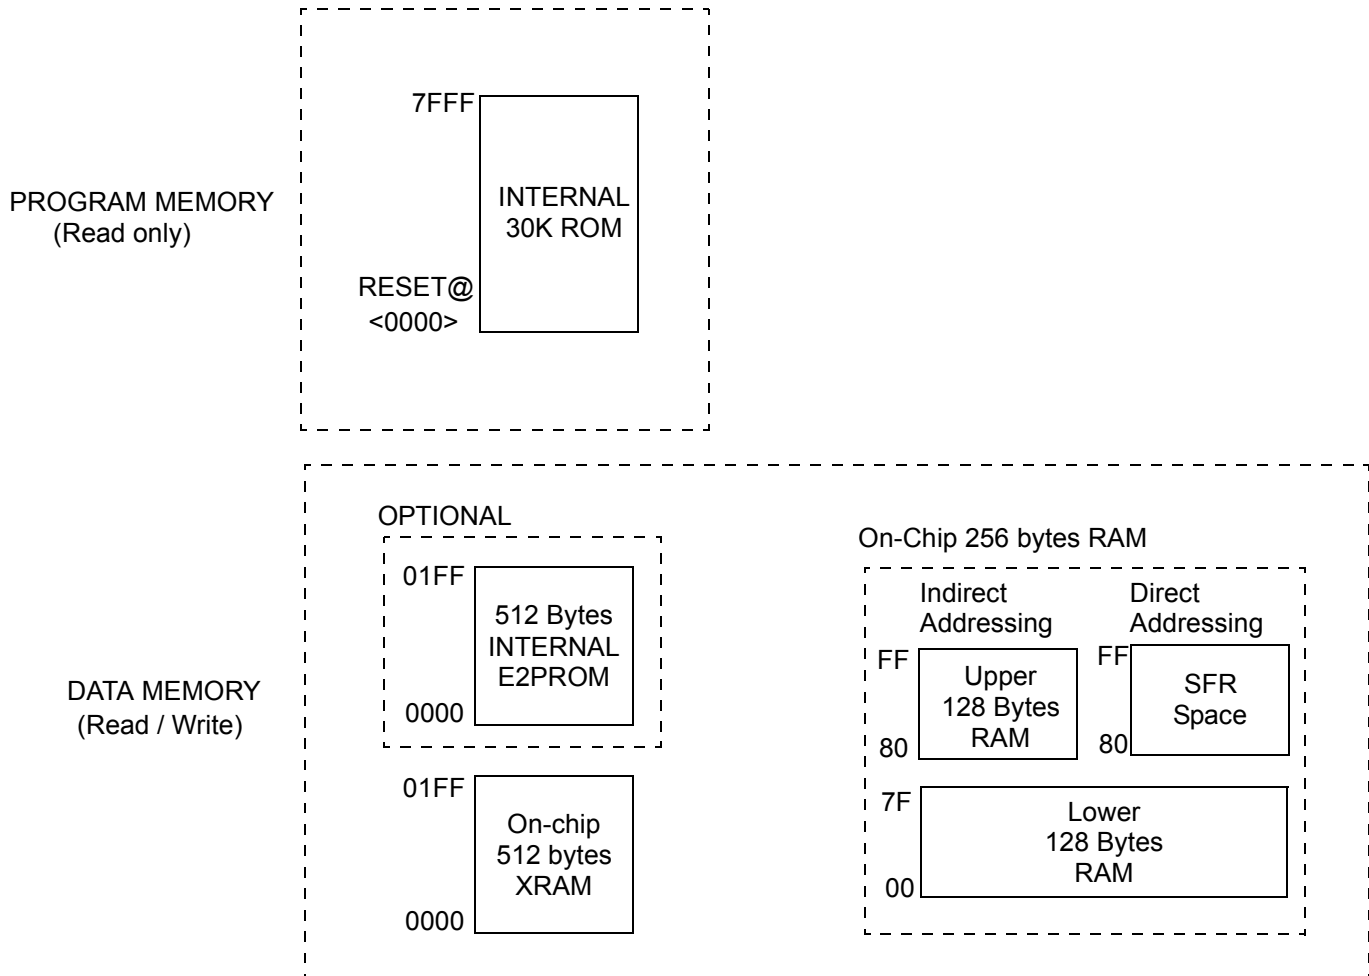 7FFF
PROGRAM MEMORY
(Read only)
INTERNAL
30K ROM
RESET@
<0000>
OPTIONAL
01FF
512 Bytes
INTERNAL
E2PROM
0000
DATA MEMORY
(Read / Write)
01FF
On-chip
512 bytes
XRAM
0000
On-Chip 256 bytes RAM
Indirect
Addressing
FF
Upper
128 Bytes
RAM
80
Direct
Addressing
FF
SFR
Space
80
7F
Lower
128 Bytes
RAM
00